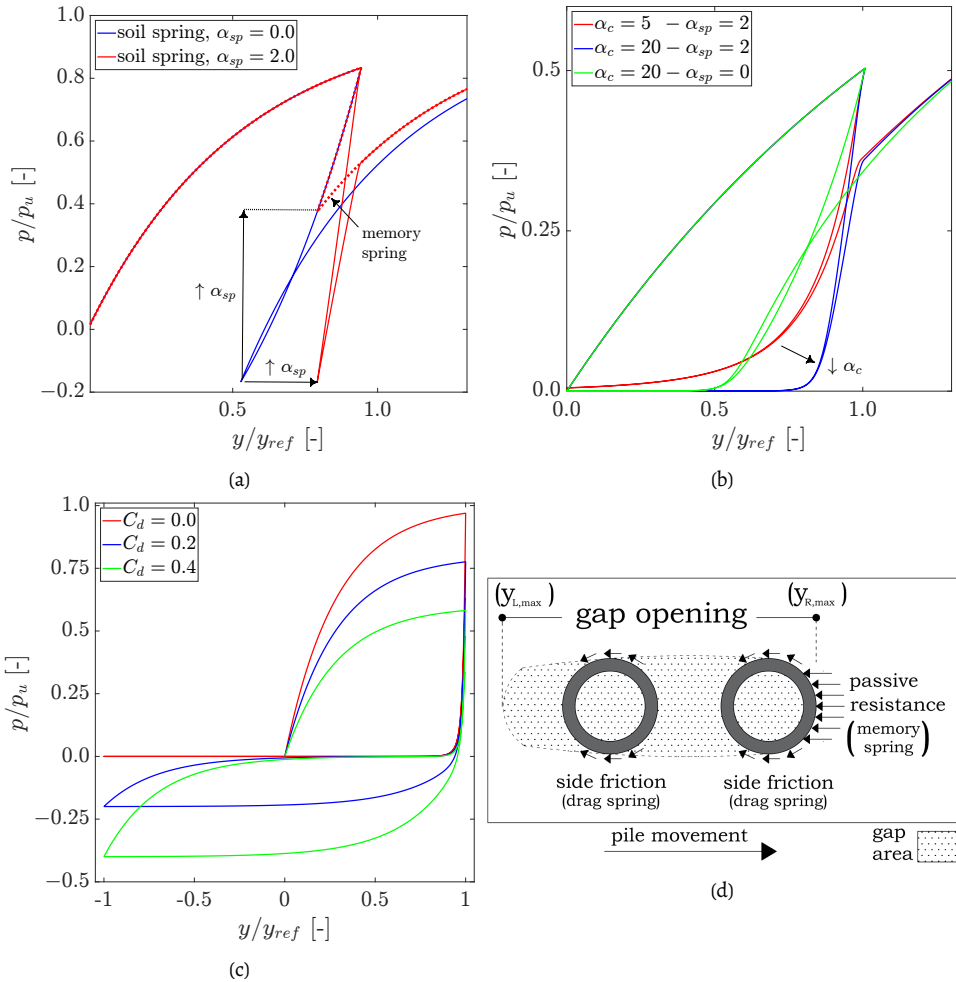 soil spring, α_sp = 0.0
soil spring, α_sp = 2.0
0.8
0.6
0.4
0.2
0.0
−0.2
p/p_u [-]
memory
spring
↑ α_sp
↑ α_sp
0.5
1.0
y/y_ref [-]
(a)
α_c = 5 − α_sp = 2
α_c = 20 − α_sp = 2
α_c = 20 − α_sp = 0
0.5
0.25
0.0
p/p_u [-]
↓ α_c
0.0
0.5
1.0
y/y_ref [-]
(b)
C_d = 0.0
C_d = 0.2
C_d = 0.4
1.0
0.75
0.5
0.25
0.0
−0.25
−0.5
p/p_u [-]
-1
-0.5
0
0.5
1
y/y_ref [-]
(c)
(y_L,max)
(y_R,max)
gap opening
passive
resistance
(memory
spring)
side friction
(drag spring)
side friction
(drag spring)
pile movement
gap
area
(d)